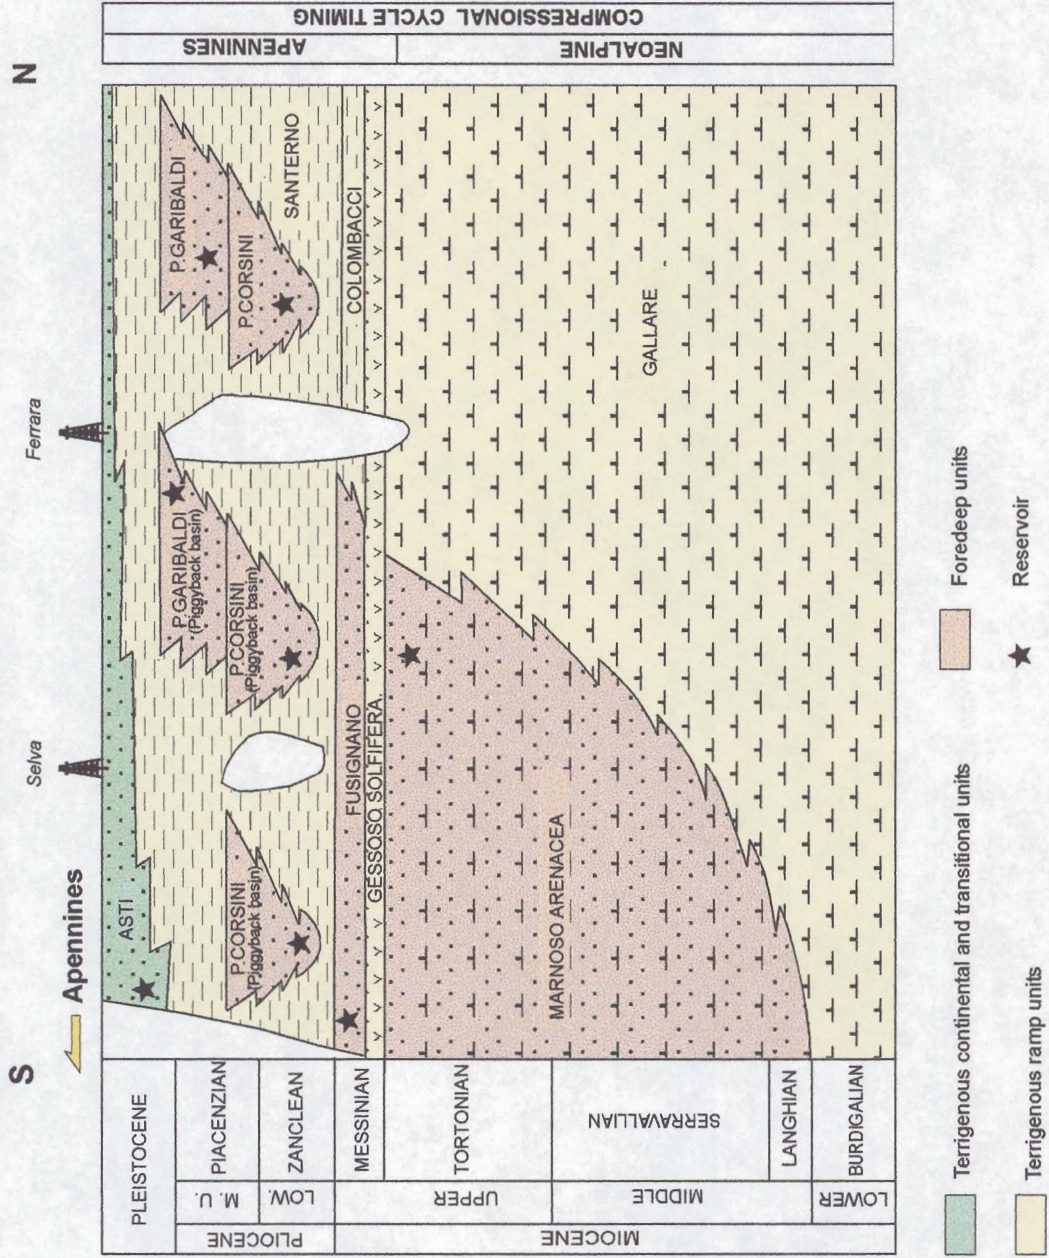 S
N
Apennines
Selva
Ferrara
PLIOCENE
MIOCENE
M. U.
LOW.
UPPER
MIDDLE
LOWER
PLEISTOCENE
PIACENZIAN
ZANCLEAN
MESSINIAN
TORTONIAN
SERRAVALLIAN
LANGHIAN
BURDIGALIAN
ASTI
P.CORSINI
(Piggyback basin)
P.GARIBALDI
(Piggyback basin)
P.CORSINI
(Piggyback basin)
P.GARIBALDI
P.CORSINI
SANTERNO
FUSIGNANO
COLOMBACCI
GESSOSO SOLFIFERA
MARNOSO ARENACEA
GALLARE
APENNINES
NEOALPINE
COMPRESSIONAL CYCLE TIMING
Terrigenous continental and transitional units
Foredeep units
Terrigenous ramp units
Reservoir